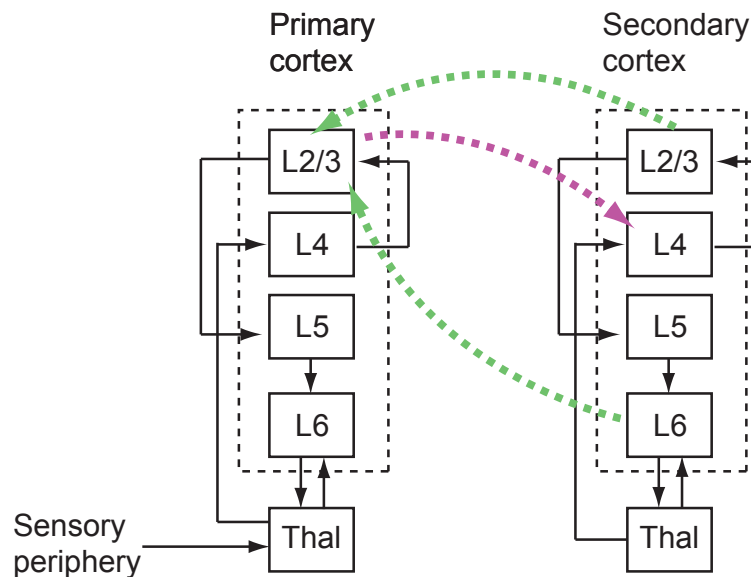 Primary
cortex
Secondary
cortex
L2/3
L4
L5
L6
Thal
L2/3
L4
L5
L6
Thal
Sensory
periphery